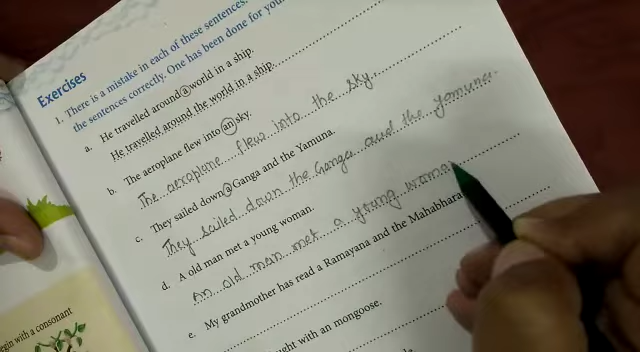 Exercises
1. There is a mistake in each of these sentences.
the sentences correctly. One has been done for you
a. He travelled around a world in a ship.
He travelled around the world in a ship.
b. The aeroplane flew into an sky.
The aeroplane flew into the sky.
c. They sailed down a Ganga and the Yamuna.
They sailed down the Ganga and the yamuna.
d. A old man met a young woman.
An old man met a young woman
e. My grandmother has read a Ramayana and the Mahabhara
ught with an mongoose.
egin with a consonant